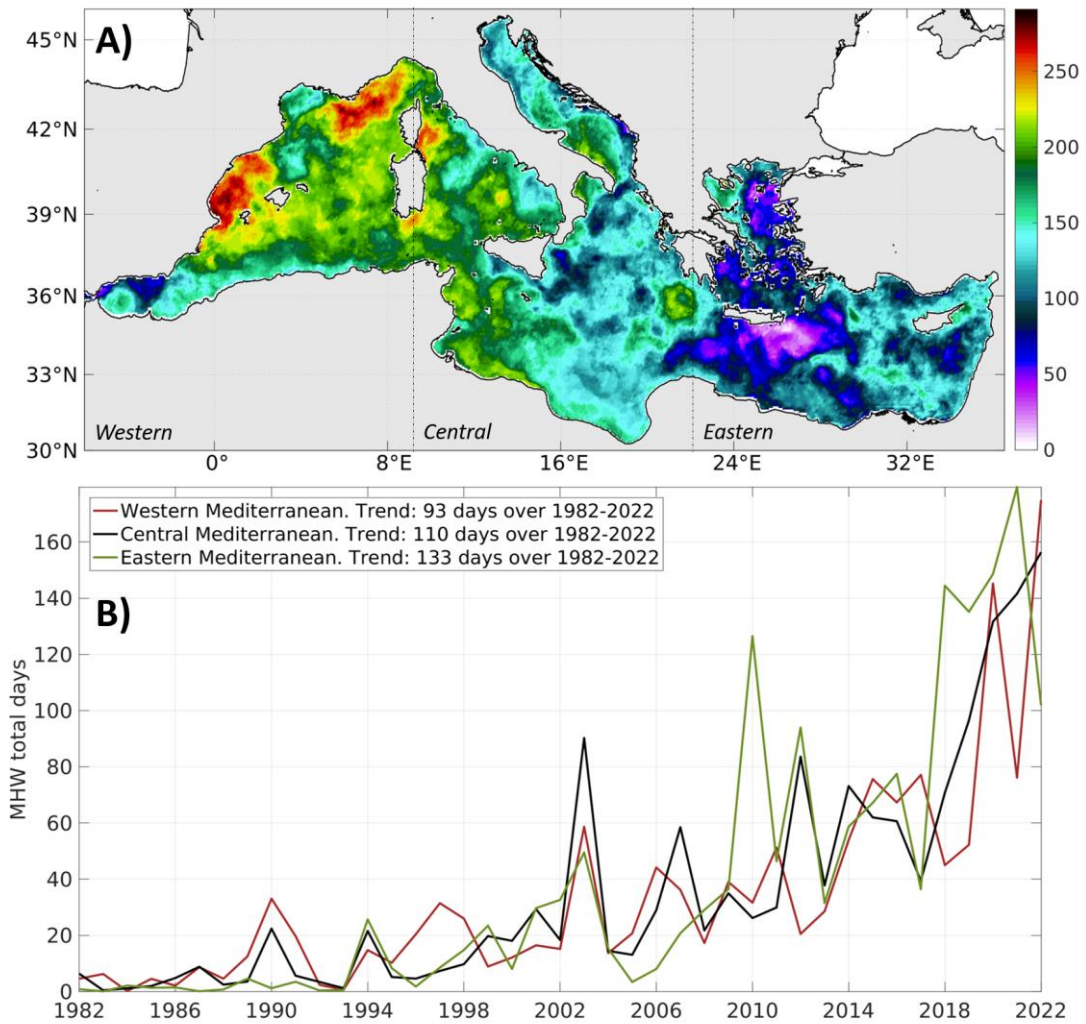 A)
45°N
42°N
39°N
36°N
33°N
30°N
Western
Central
Eastern
0°
8°E
16°E
24°E
32°E
250
200
150
100
50
0
Western Mediterranean. Trend: 93 days over 1982-2022
Central Mediterranean. Trend: 110 days over 1982-2022
Eastern Mediterranean. Trend: 133 days over 1982-2022
B)
MHW total days
160
140
120
100
80
60
40
20
0
1982
1986
1990
1994
1998
2002
2006
2010
2014
2018
2022